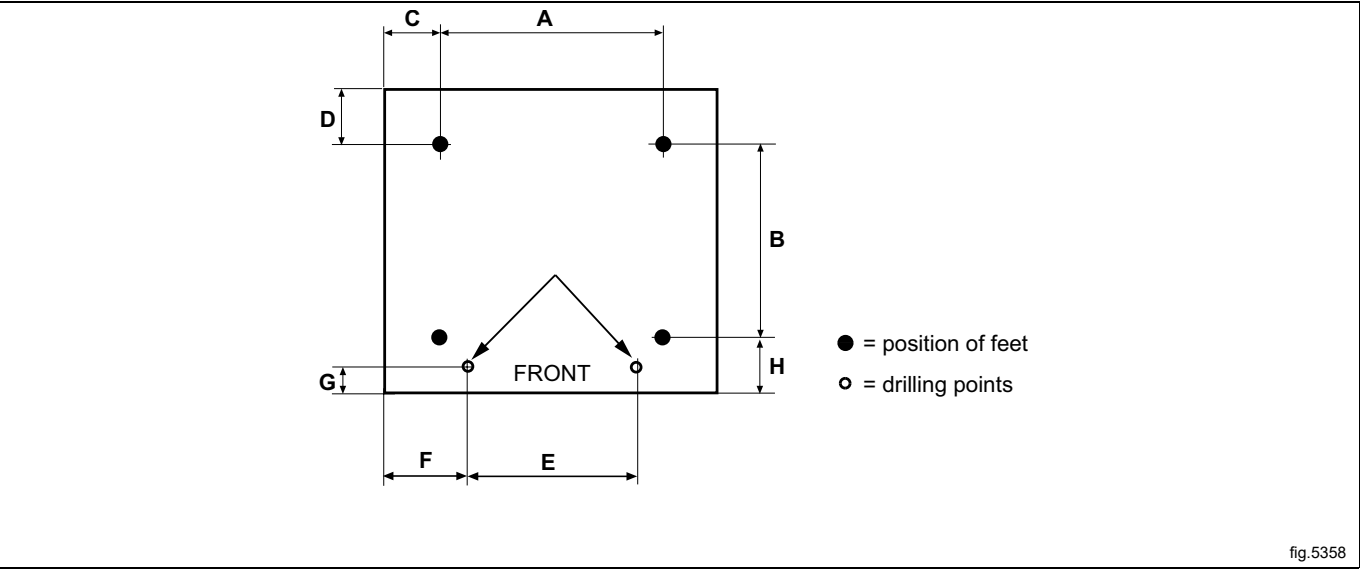 C
A
D
B
● = position of feet
H
G
FRONT
○ = drilling points
F
E
fig.5358